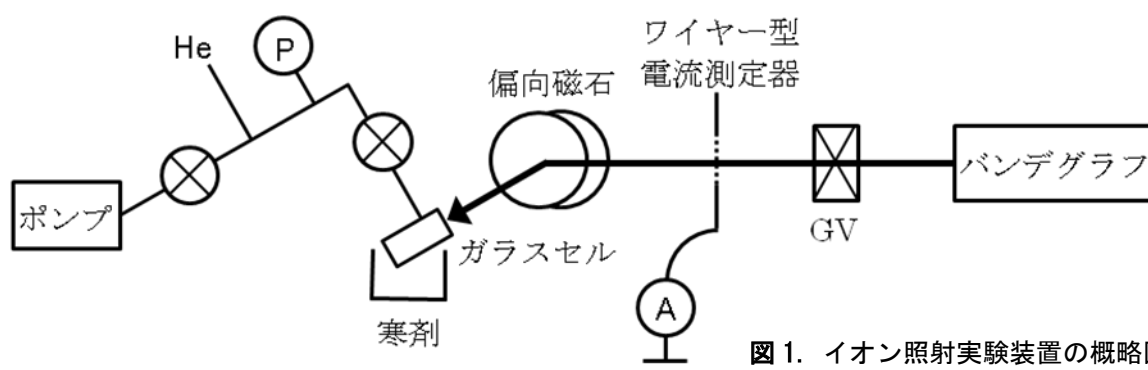 He
P
ワイヤー型
電流測定器
偏向磁石
バンデグラフ
ポンプ
ガラスセル
GV
A
寒剤
図1. イオン照射実験装置の概略